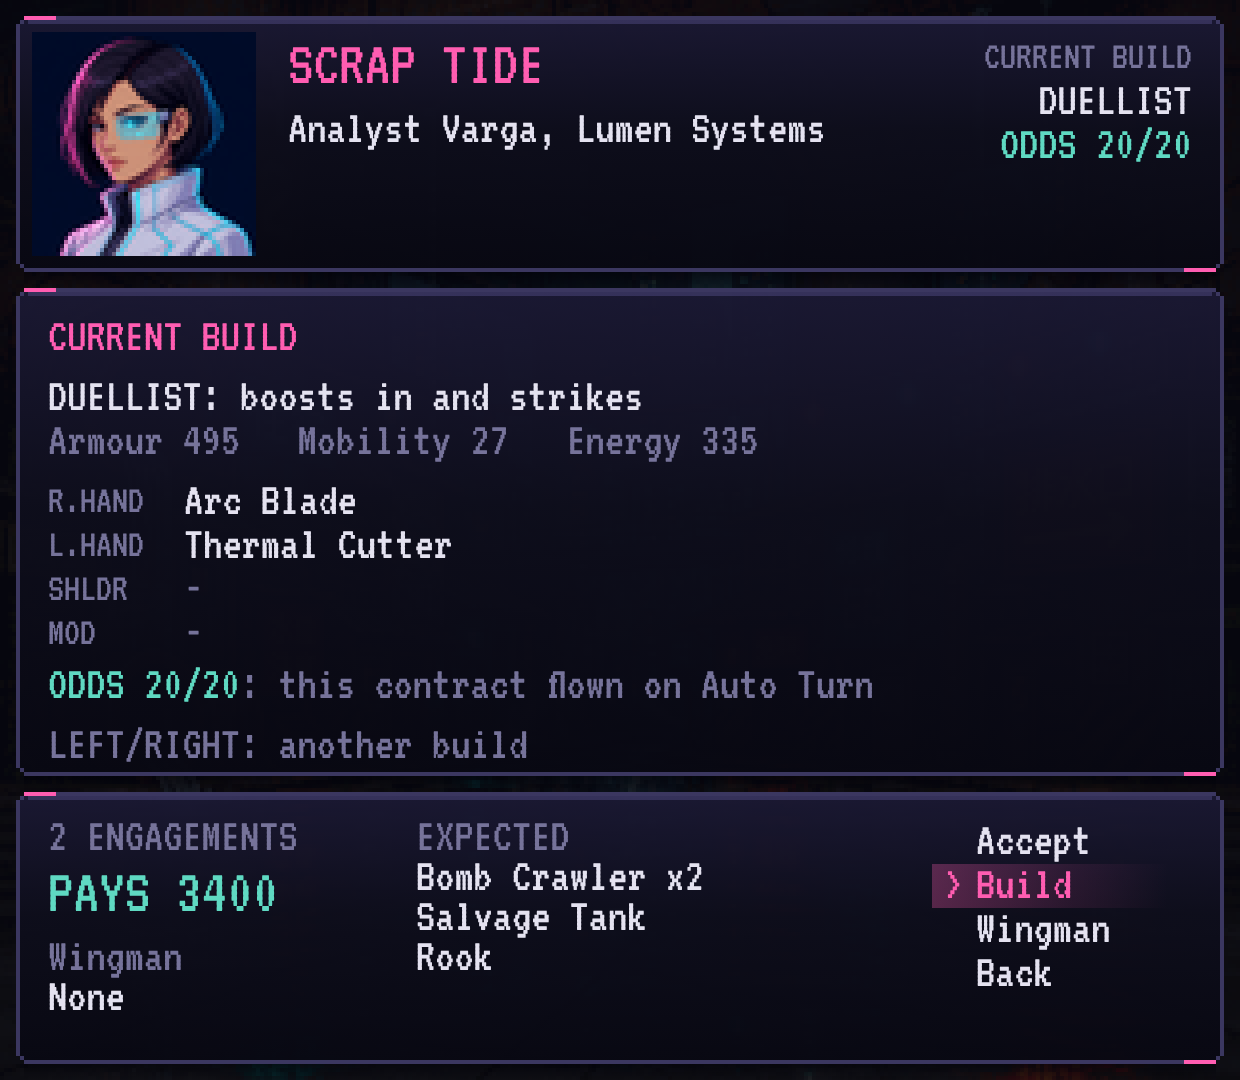 SCRAP TIDE
Analyst Varga, Lumen Systems
CURRENT BUILD
DUELLIST
ODDS 20/20
CURRENT BUILD
DUELLIST: boosts in and strikes
Armour 495 Mobility 27 Energy 335
R.HAND Arc Blade
L.HAND Thermal Cutter
SHLDR -
MOD -
ODDS 20/20: this contract flown on Auto Turn
LEFT/RIGHT: another build
2 ENGAGEMENTS
PAYS 3400
Wingman
None
EXPECTED
Bomb Crawler x2
Salvage Tank
Rook
Accept
> Build
Wingman
Back